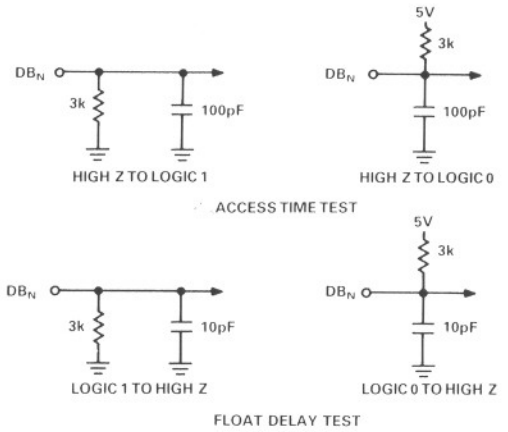 5V
3k
DB_N
3k
100pF
HIGH Z TO LOGIC 1
DB_N
100pF
HIGH Z TO LOGIC 0
ACCESS TIME TEST
5V
3k
DB_N
3k
10pF
LOGIC 1 TO HIGH Z
DB_N
10pF
LOGIC 0 TO HIGH Z
FLOAT DELAY TEST